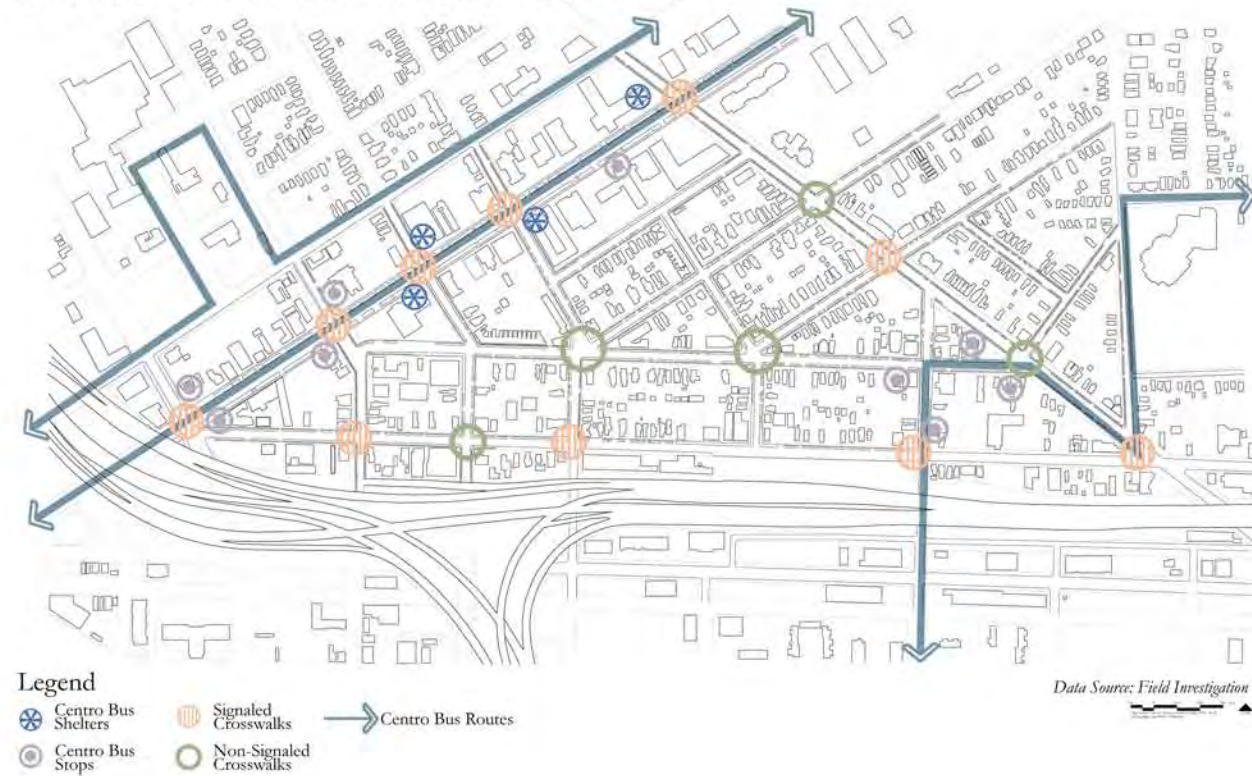 Legend
Centro Bus
Shelters
Signaled
Crosswalks
Centro Bus Routes
Centro Bus
Stops
Non-Signaled
Crosswalks
Data Source: Field Investigation